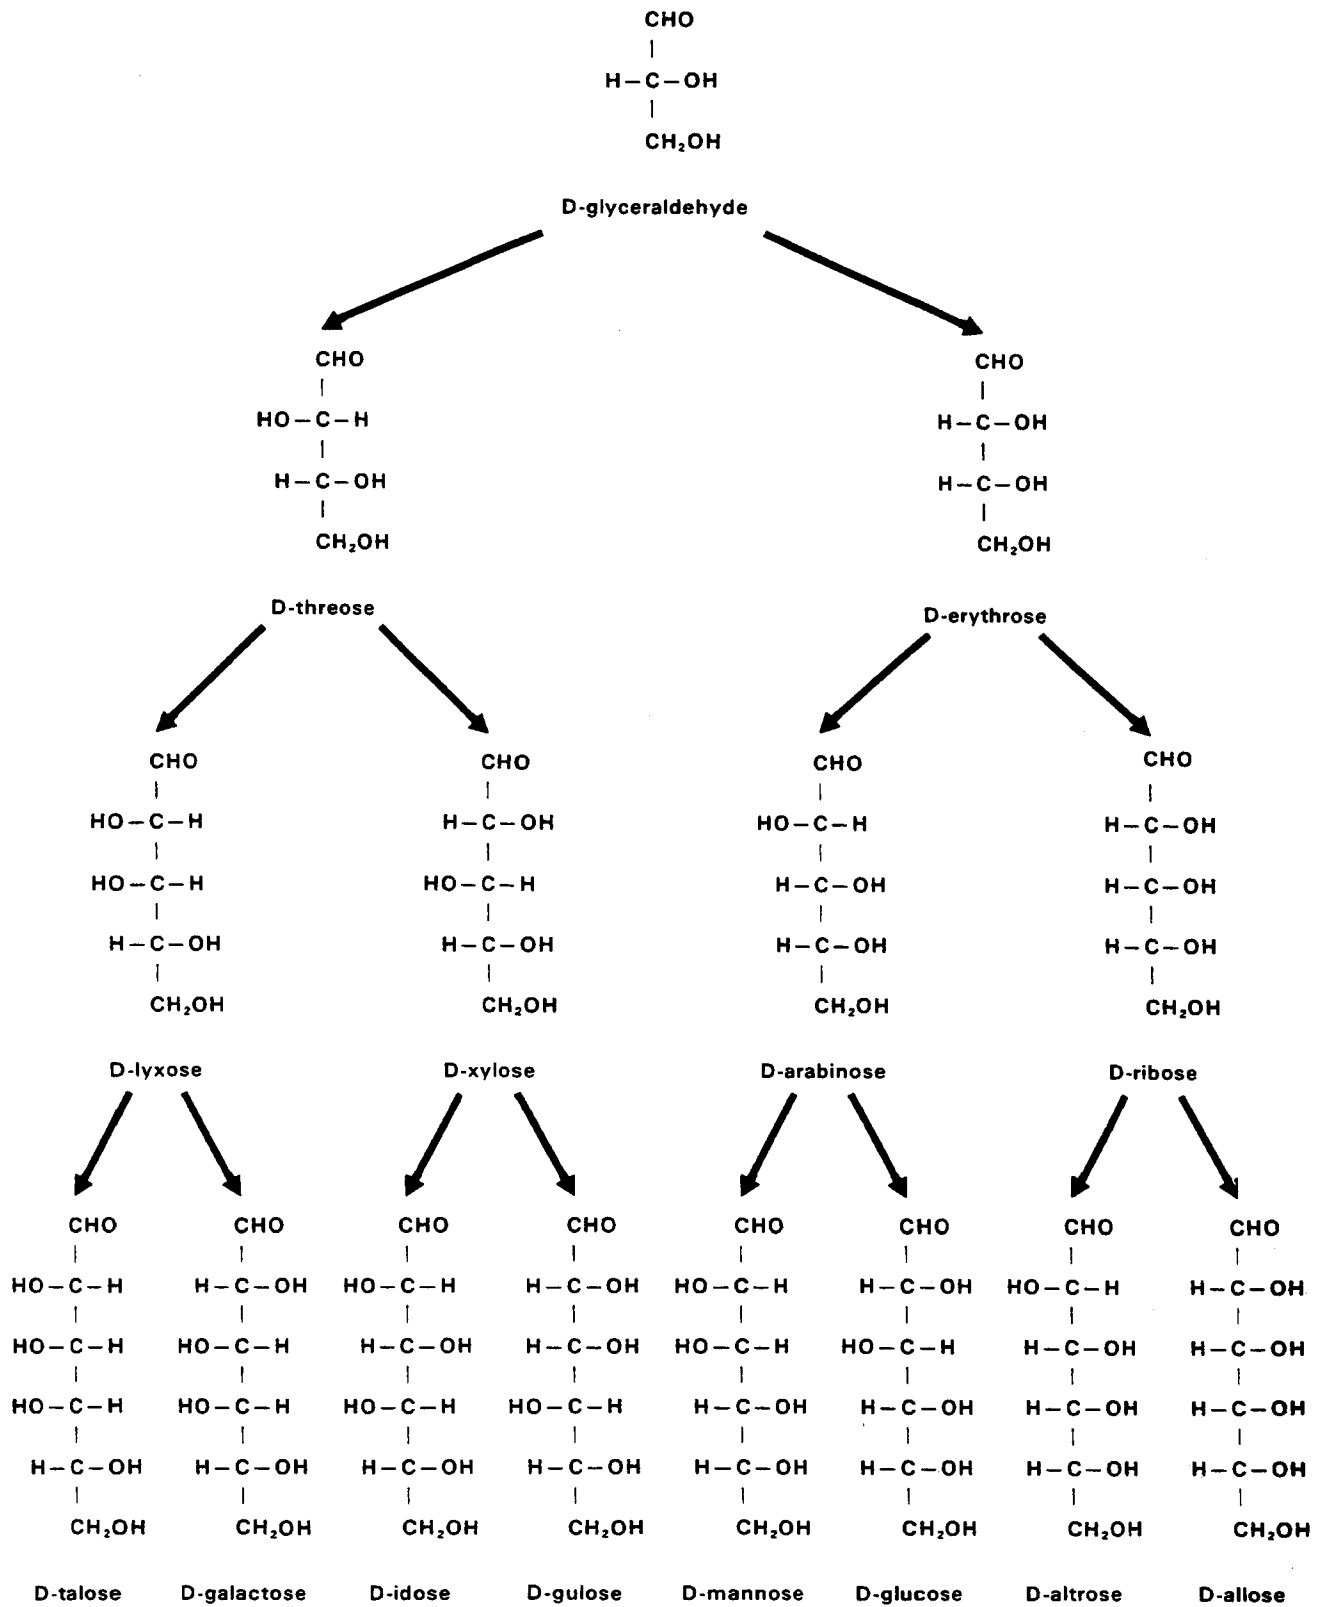 CHO
|
H–C–OH
|
CH₂OH
D-glyceraldehyde
CHO CHO
| |
HO–C–H H–C–OH
| |
H–C–OH H–C–OH
| |
CH₂OH CH₂OH
D-threose D-erythrose
CHO CHO CHO CHO
| | | |
HO–C–H H–C–OH HO–C–H H–C–OH
| | | |
HO–C–H HO–C–H H–C–OH H–C–OH
| | | |
H–C–OH H–C–OH H–C–OH H–C–OH
| | | |
CH₂OH CH₂OH CH₂OH CH₂OH
D-lyxose D-xylose D-arabinose D-ribose
CHO CHO CHO CHO CHO CHO CHO CHO
| | | | | | | |
HO–C–H H–C–OH HO–C–H H–C–OH HO–C–H H–C–OH HO–C–H H–C–OH
| | | | | | | |
HO–C–H HO–C–H H–C–OH H–C–OH HO–C–H HO–C–H H–C–OH H–C–OH
| | | | | | | |
HO–C–H HO–C–H HO–C–H HO–C–H H–C–OH H–C–OH H–C–OH H–C–OH
| | | | | | | |
H–C–OH H–C–OH H–C–OH H–C–OH H–C–OH H–C–OH H–C–OH H–C–OH
| | | | | | | |
CH₂OH CH₂OH CH₂OH CH₂OH CH₂OH CH₂OH CH₂OH CH₂OH
D-talose D-galactose D-idose D-gulose D-mannose D-glucose D-altrose D-allose